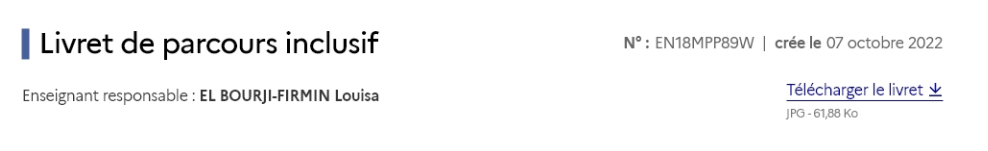 Livret de parcours inclusif
N° : EN18MPP89W | crée le 07 octobre 2022
Enseignant responsable : EL BOURJI-FIRMIN Louisa
Télécharger le livret
JPG - 61,88 Ko